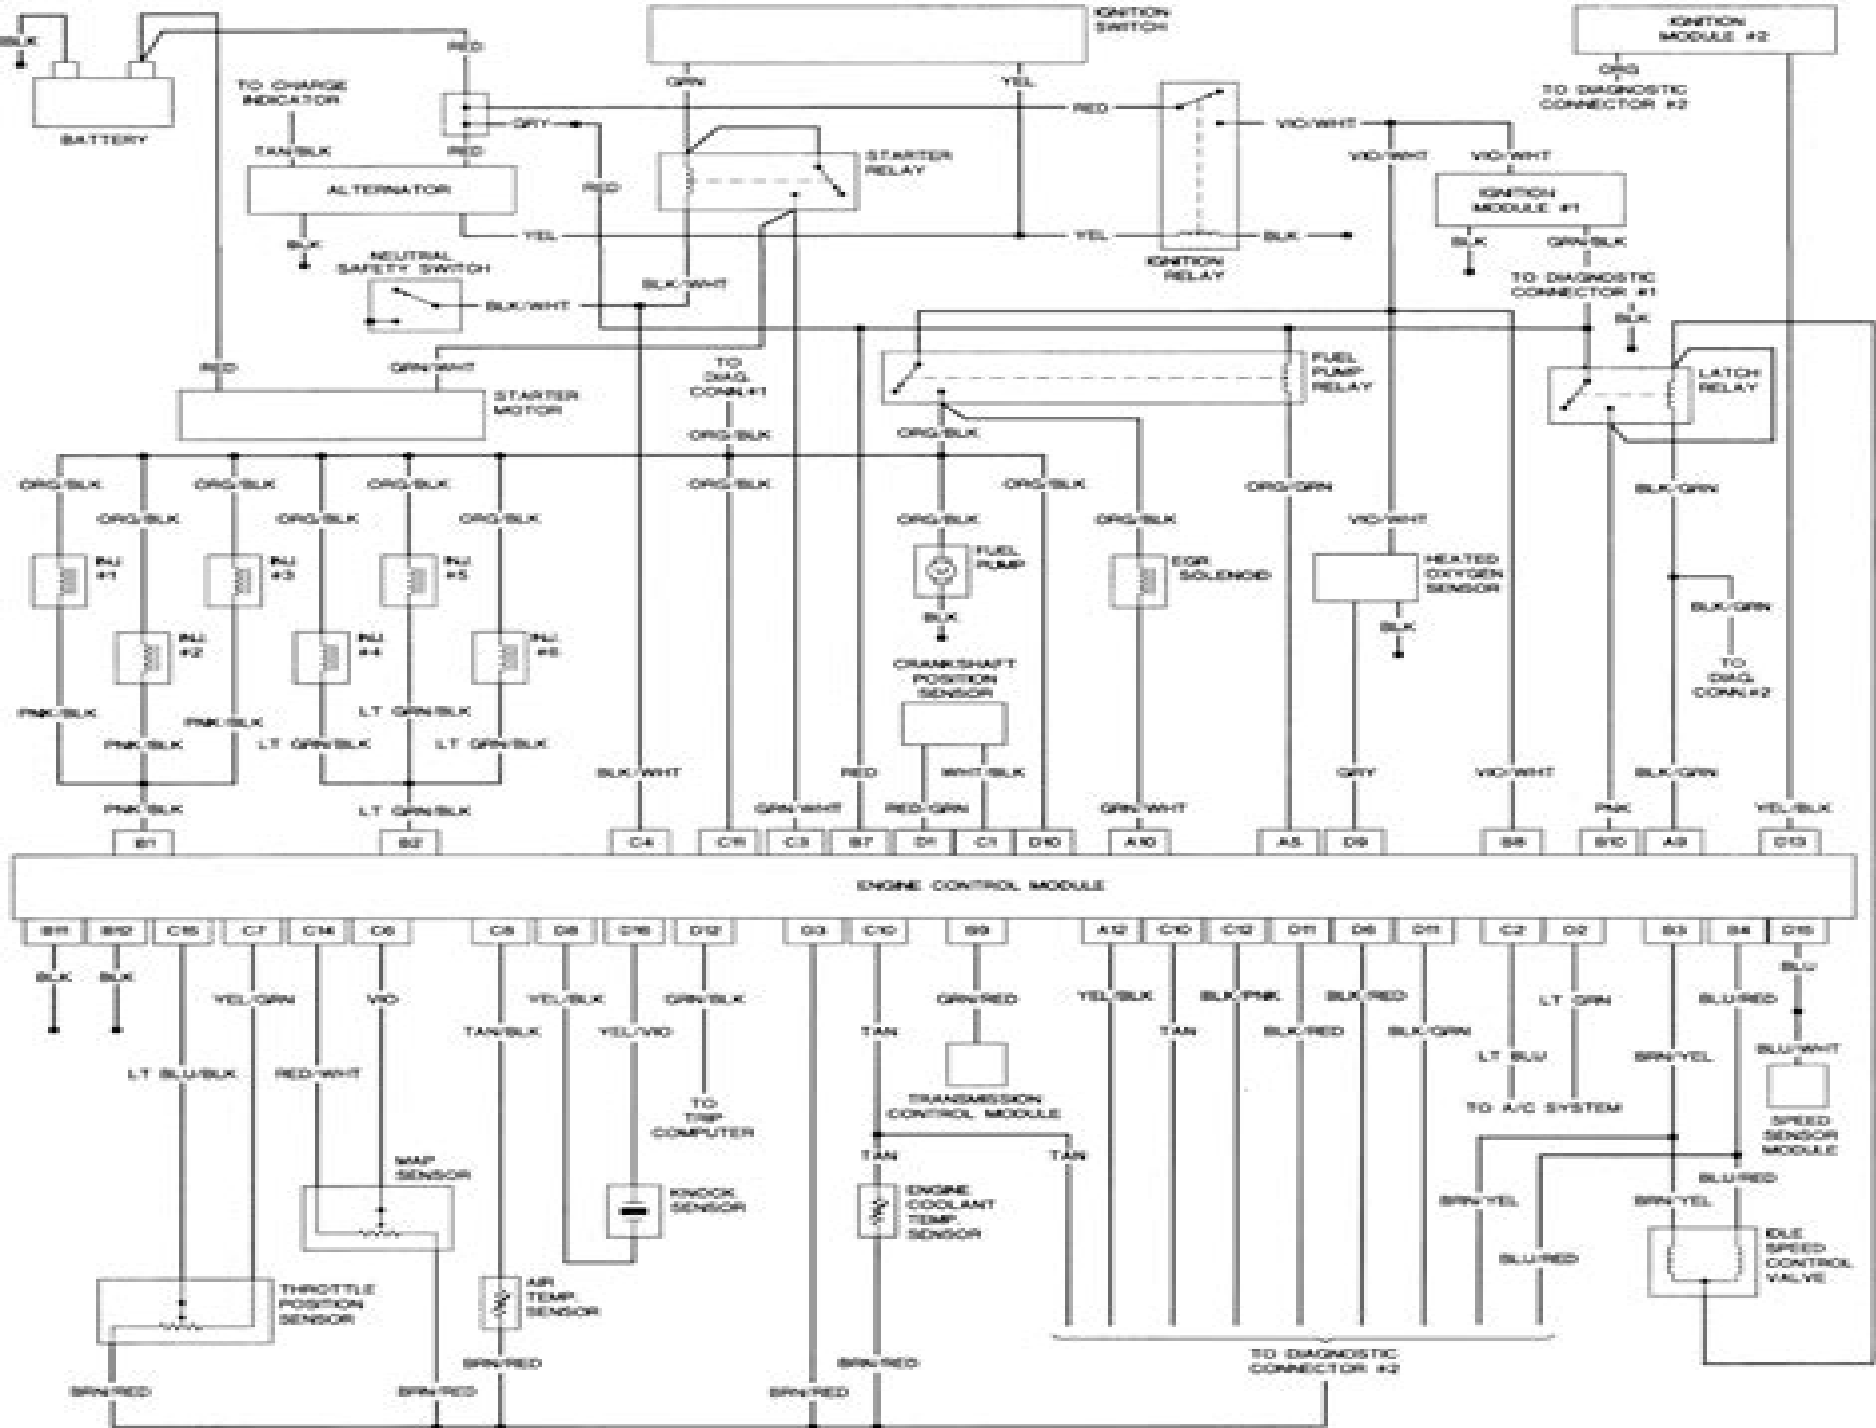 IGNITION
SWITCH
IGNITION
MODULE #2
BLK
RED
GRN
YEL
ORG
TO DIAGNOSTIC
CONNECTOR #2
TO CHARGE
INDICATOR
BATTERY
TAN/BLK
GRY
RED
RED
VIO/WHT
VIO/WHT
VIO/WHT
STARTER
RELAY
ALTERNATOR
RED
IGNITION
MODULE #1
BLK
YEL
YEL
BLK
BLK
GRN/BLK
NEUTRAL
SAFETY SWITCH
IGNITION
RELAY
BLK/WHT
BLK/WHT
TO DIAGNOSTIC
CONNECTOR #1
BLK
RED
GRN/WHT
TO
DIAG.
CONN.#1
FUEL
PUMP
RELAY
LATCH
RELAY
STARTER
MOTOR
ORG/BLK
ORG/BLK
ORG/BLK
ORG/BLK
ORG/BLK
ORG/BLK
ORG/BLK
ORG/GRN
BLK/GRN
ORG/BLK
ORG/BLK
ORG/BLK
ORG/BLK
ORG/BLK
VIO/WHT
INJ.
#1
INJ.
#3
INJ.
#5
FUEL
PUMP
EGR
SOLENOID
HEATED
OXYGEN
SENSOR
BLK
BLK
BLK/GRN
INJ.
#2
INJ.
#4
INJ.
#6
CRANKSHAFT
POSITION
SENSOR
TO
DIAG.
CONN.#2
PNK/BLK
PNK/BLK
LT GRN/BLK
PNK/BLK
LT GRN/BLK
LT GRN/BLK
BLK/WHT
RED
WHT/BLK
GRY
VIO/WHT
BLK/GRN
PNK/BLK
LT GRN/BLK
GRN/WHT
RED/GRN
GRN/WHT
PNK
YEL/BLK
B1
B2
C4
C11
C3
B7
D1
C1
D10
A10
A5
D9
B8
B10
A9
D13
ENGINE CONTROL MODULE
B11
B12
C15
C7
C14
C6
C8
D8
D16
D12
D3
C10
B9
A12
C10
C12
D11
D6
D11
C2
D2
B3
B4
D15
BLK
BLK
BLU
YEL/GRN
VIO
YEL/BLK
GRN/BLK
GRN/RED
YEL/BLK
BLK/PNK
BLK/RED
LT GRN
BLU/RED
TAN/BLK
YEL/VIO
TAN
TAN
BLK/RED
BLK/GRN
LT BLU
BRN/YEL
BLU/WHT
LT BLU/BLK
RED/WHT
TO
TRIP
COMPUTER
TRANSMISSION
CONTROL MODULE
TO A/C SYSTEM
SPEED
SENSOR
MODULE
MAP
SENSOR
TAN
TAN
BLU/RED
KNOCK
SENSOR
ENGINE
COOLANT
TEMP.
SENSOR
BRN/YEL
BRN/YEL
BLU/RED
IDLE
SPEED
CONTROL
VALVE
THROTTLE
POSITION
SENSOR
AIR
TEMP.
SENSOR
BRN/RED
BRN/RED
TO DIAGNOSTIC
CONNECTOR #2
BRN/RED
BRN/RED
BRN/RED